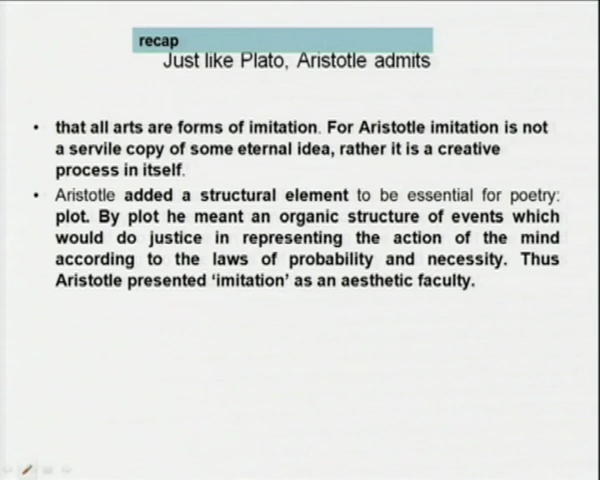 recap
Just like Plato, Aristotle admits
• that all arts are forms of imitation. For Aristotle imitation is not
a servile copy of some eternal idea, rather it is a creative
process in itself.
• Aristotle added a structural element to be essential for poetry:
plot. By plot he meant an organic structure of events which
would do justice in representing the action of the mind
according to the laws of probability and necessity. Thus
Aristotle presented ‘imitation’ as an aesthetic faculty.